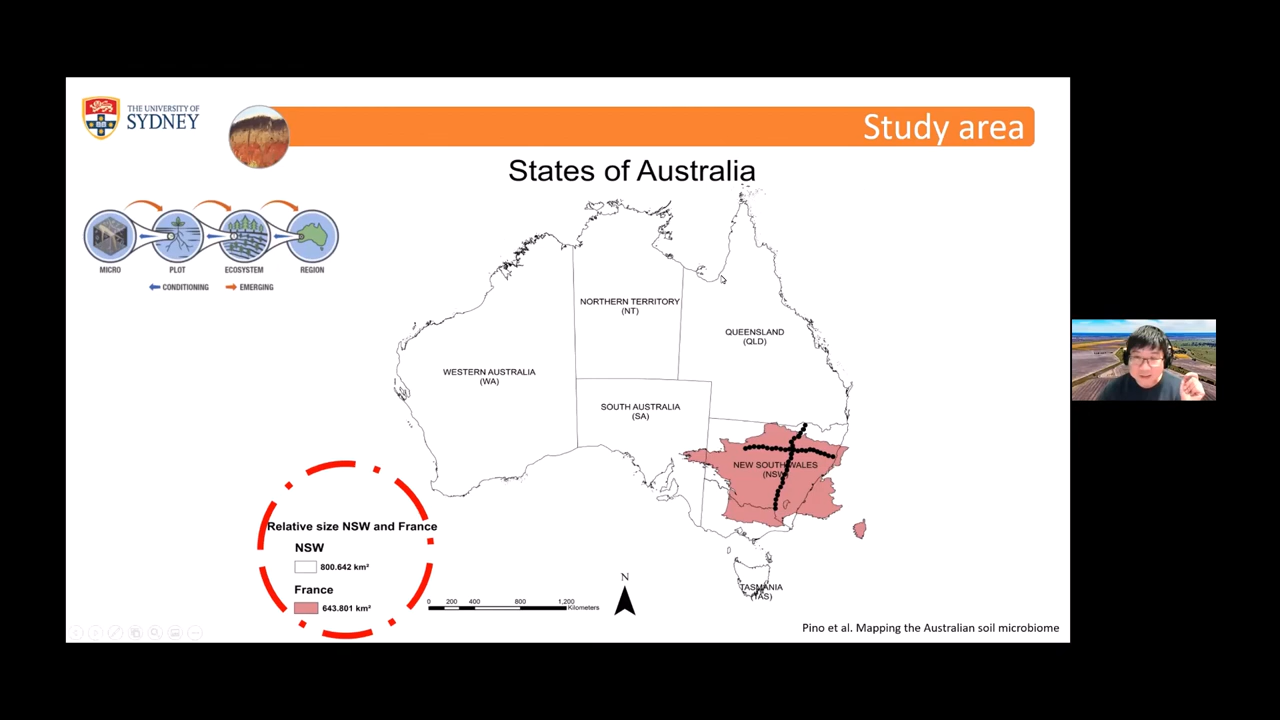 THE UNIVERSITY OF
SYDNEY
Study area
States of Australia
MICRO
PLOT
ECOSYSTEM
REGION
CONDITIONING
EMERGING
NORTHERN TERRITORY
(NT)
QUEENSLAND
(QLD)
WESTERN AUSTRALIA
(WA)
SOUTH AUSTRALIA
(SA)
NEW SOUTH WALES
(NSW)
TASMANIA
(TAS)
Relative size NSW and France
NSW
800.642 km²
France
643.801 km²
0 200 400 800 1,200
Kilometers
N
Pino et al. Mapping the Australian soil microbiome